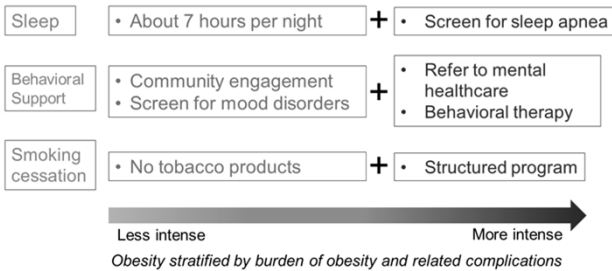 Sleep
• About 7 hours per night
+
• Screen for sleep apnea
Behavioral
Support
• Community engagement
• Screen for mood disorders
+
• Refer to mental
healthcare
• Behavioral therapy
Smoking
cessation
• No tobacco products
+
• Structured program
Less intense
More intense
Obesity stratified by burden of obesity and related complications